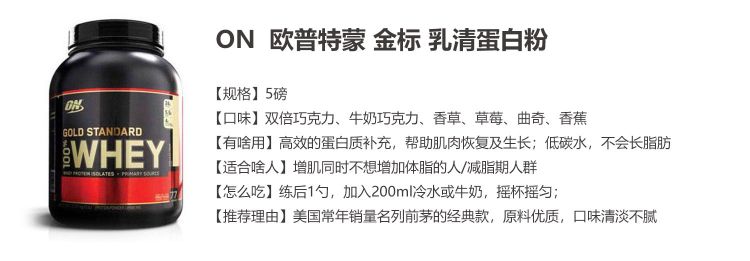 ON 欧普特蒙 金标 乳清蛋白粉
【规格】5磅
【口味】双倍巧克力、牛奶巧克力、香草、草莓、曲奇、香蕉
【有啥用】高效的蛋白质补充，帮助肌肉恢复及生长；低碳水，不会长脂肪
【适合啥人】增肌同时不想增加体脂的人/减脂期人群
【怎么吃】练后1勺，加入200ml冷水或牛奶，摇杯摇匀；
【推荐理由】美国常年销量名列前茅的经典款，原料优质，口味清淡不腻
ON
GOLD STANDARD
100% WHEY
WHEY PROTEIN ISOLATES • PRIMARY SOURCE
77